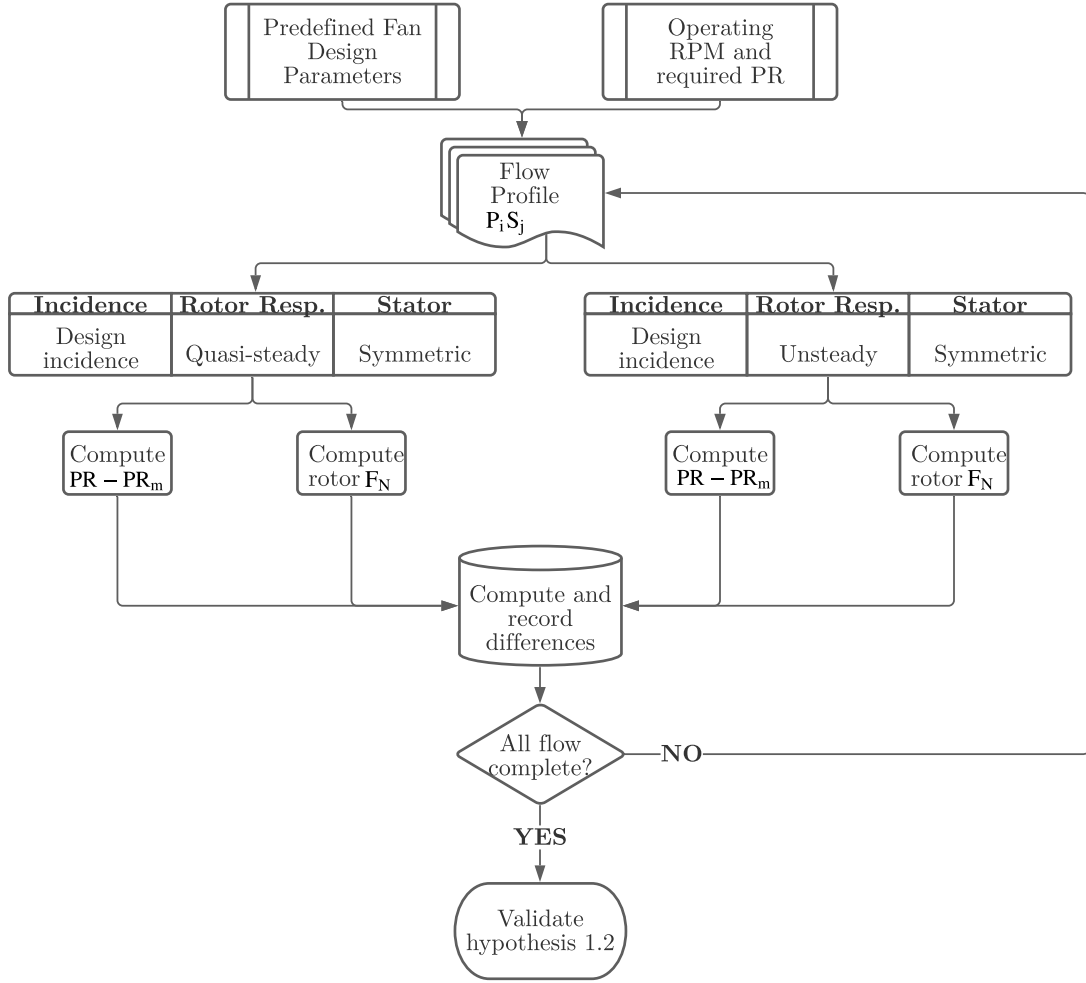 Predefined Fan
Design
Parameters
Operating
RPM and
required PR
Flow
Profile
PᵢSⱼ
Incidence Rotor Resp. Stator
Design
incidence
Quasi-steady
Symmetric
Incidence Rotor Resp. Stator
Design
incidence
Unsteady
Symmetric
Compute
PR − PRₘ
Compute
rotor F_N
Compute
PR − PRₘ
Compute
rotor F_N
Compute and
record
differences
All flow
complete?
NO
YES
Validate
hypothesis 1.2